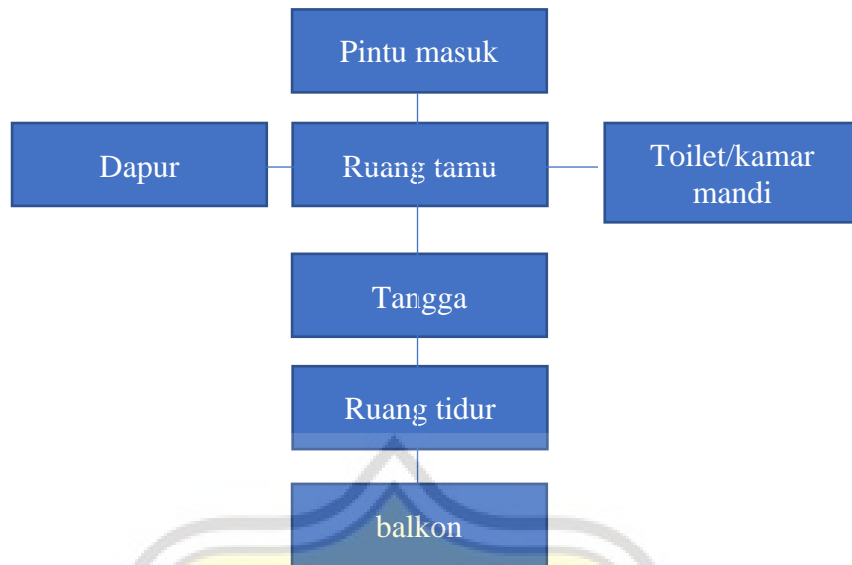 Pintu masuk
Dapur
Ruang tamu
Toilet/kamar
mandi
Tangga
Ruang tidur
balkon